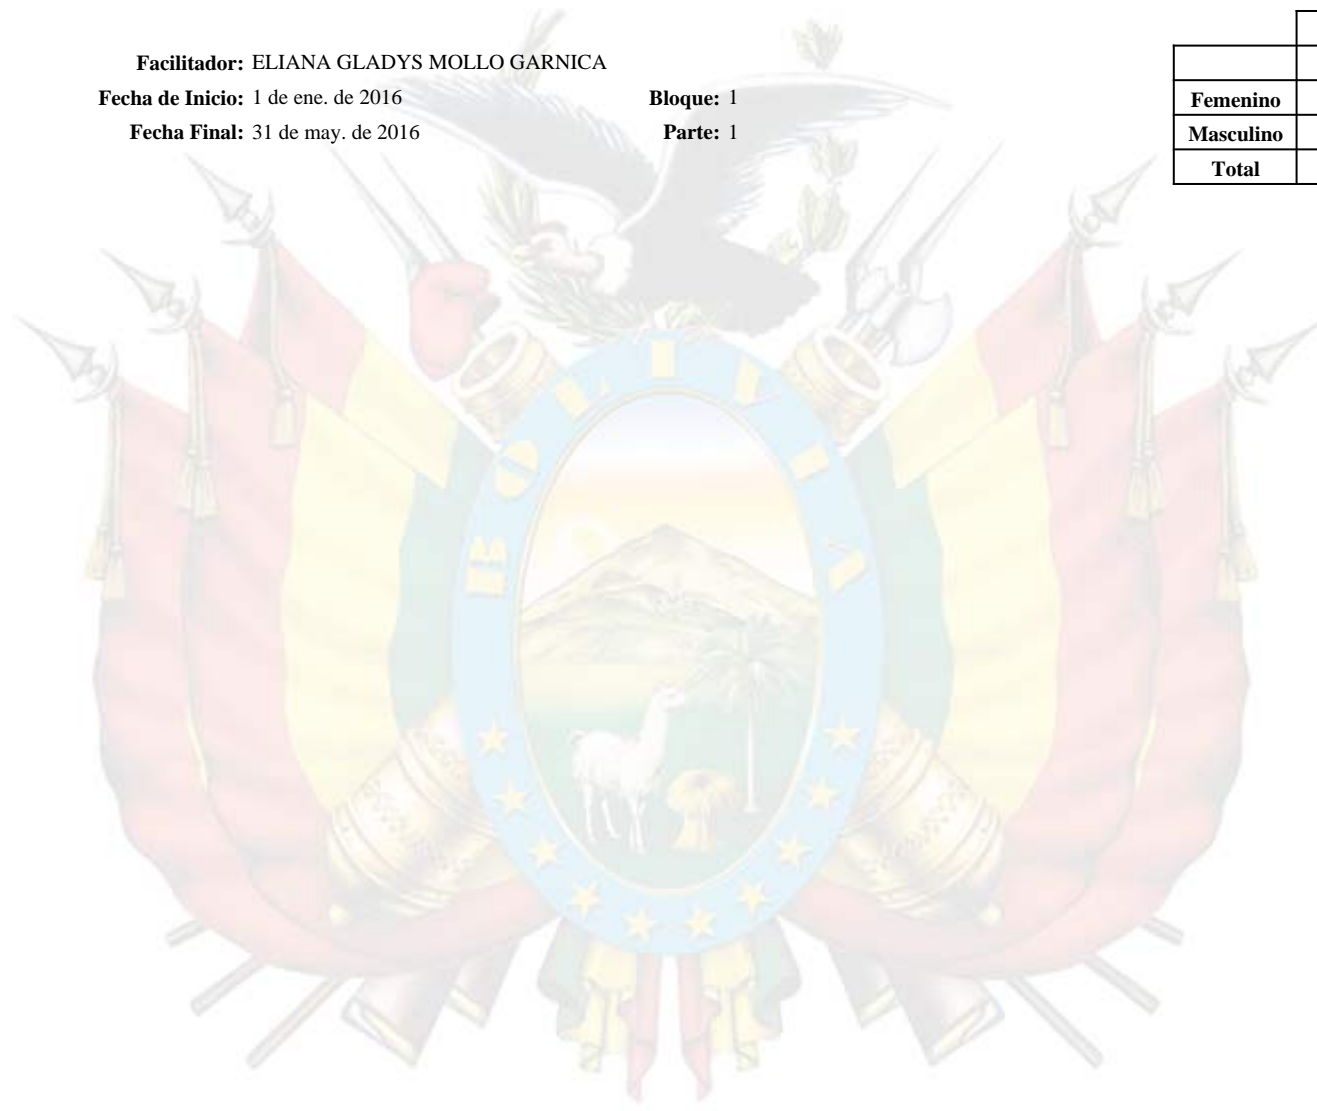 Facilitador: ELIANA GLADYS MOLLO GARNICA
Fecha de Inicio: 1 de ene. de 2016 Bloque: 1
Fecha Final: 31 de may. de 2016 Parte: 1
Femenino
Masculino
Total
BOLIVIA